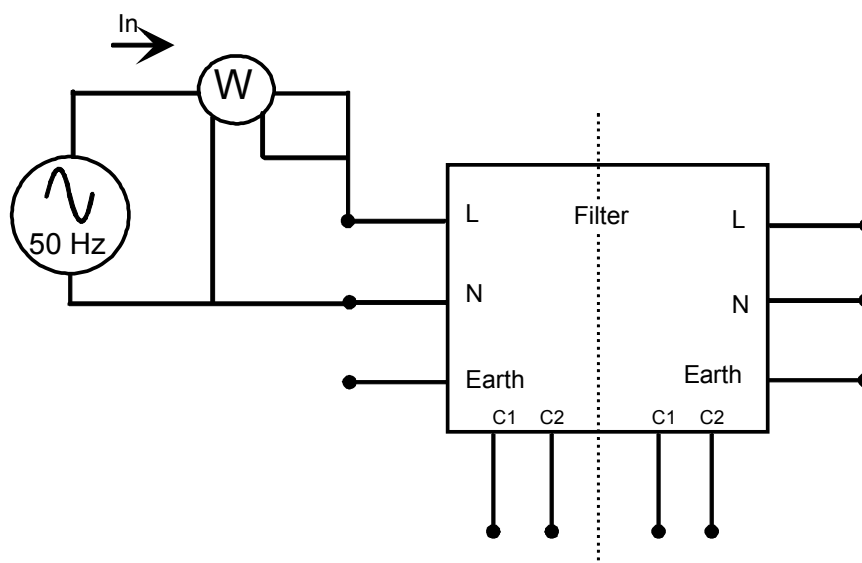 In
W
50 Hz
L Filter L
N N
Earth Earth
C1 C2 C1 C2